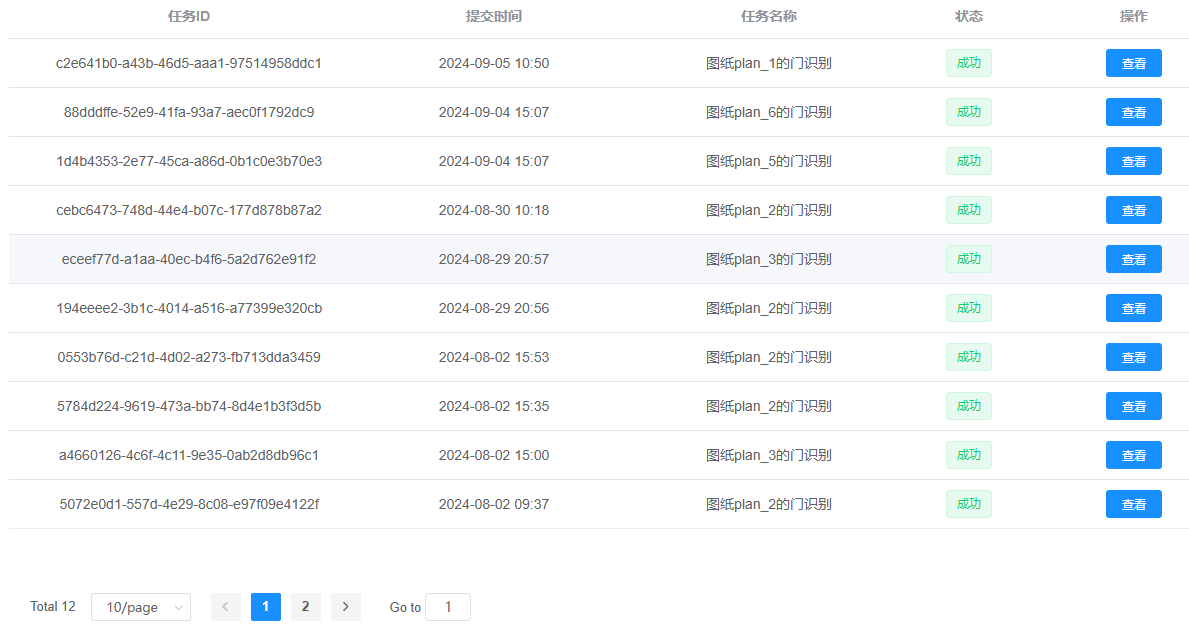 任务ID 提交时间 任务名称 状态 操作
c2e641b0-a43b-46d5-aaa1-97514958ddc1 2024-09-05 10:50 图纸plan_1的门识别 成功 查看
88dddffe-52e9-41fa-93a7-aec0f1792dc9 2024-09-04 15:07 图纸plan_6的门识别 成功 查看
1d4b4353-2e77-45ca-a86d-0b1c0e3b70e3 2024-09-04 15:07 图纸plan_5的门识别 成功 查看
cebc6473-748d-44e4-b07c-177d878b87a2 2024-08-30 10:18 图纸plan_2的门识别 成功 查看
eceef77d-a1aa-40ec-b4f6-5a2d762e91f2 2024-08-29 20:57 图纸plan_3的门识别 成功 查看
194eeee2-3b1c-4014-a516-a77399e320cb 2024-08-29 20:56 图纸plan_2的门识别 成功 查看
0553b76d-c21d-4d02-a273-fb713dda3459 2024-08-02 15:53 图纸plan_2的门识别 成功 查看
5784d224-9619-473a-bb74-8d4e1b3f3d5b 2024-08-02 15:35 图纸plan_2的门识别 成功 查看
a4660126-4c6f-4c11-9e35-0ab2d8db96c1 2024-08-02 15:00 图纸plan_3的门识别 成功 查看
5072e0d1-557d-4e29-8c08-e97f09e4122f 2024-08-02 09:37 图纸plan_2的门识别 成功 查看
Total 12 10/page 1 2 Go to 1